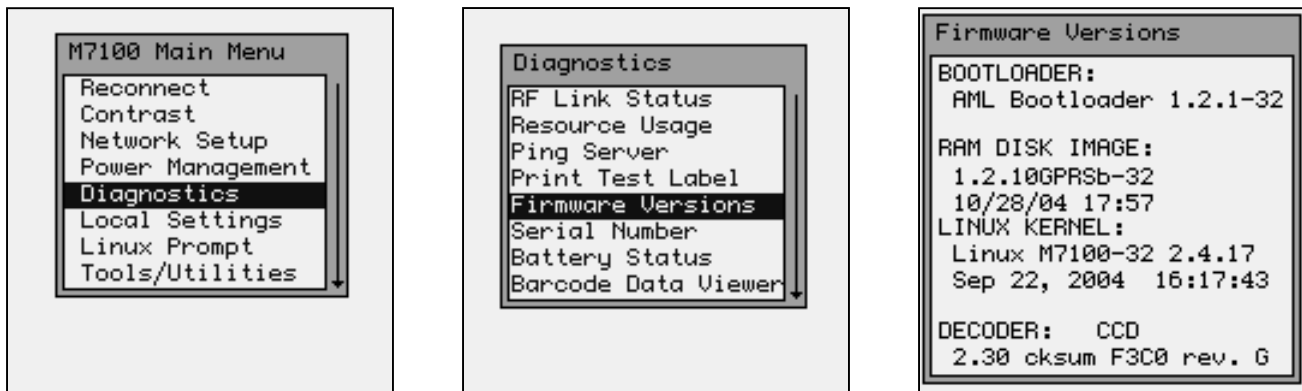 M7100 Main Menu
Reconnect
Contrast
Network Setup
Power Management
Diagnostics
Local Settings
Linux Prompt
Tools/Utilities
Diagnostics
RF Link Status
Resource Usage
Ping Server
Print Test Label
Firmware Versions
Serial Number
Battery Status
Barcode Data Viewer
Firmware Versions
BOOTLOADER:
AML Bootloader 1.2.1-32
RAM DISK IMAGE:
1.2.10GPRSb-32
10/28/04 17:57
LINUX KERNEL:
Linux M7100-32 2.4.17
Sep 22, 2004 16:17:43
DECODER: CCD
2.30 cksum F3C0 rev. G